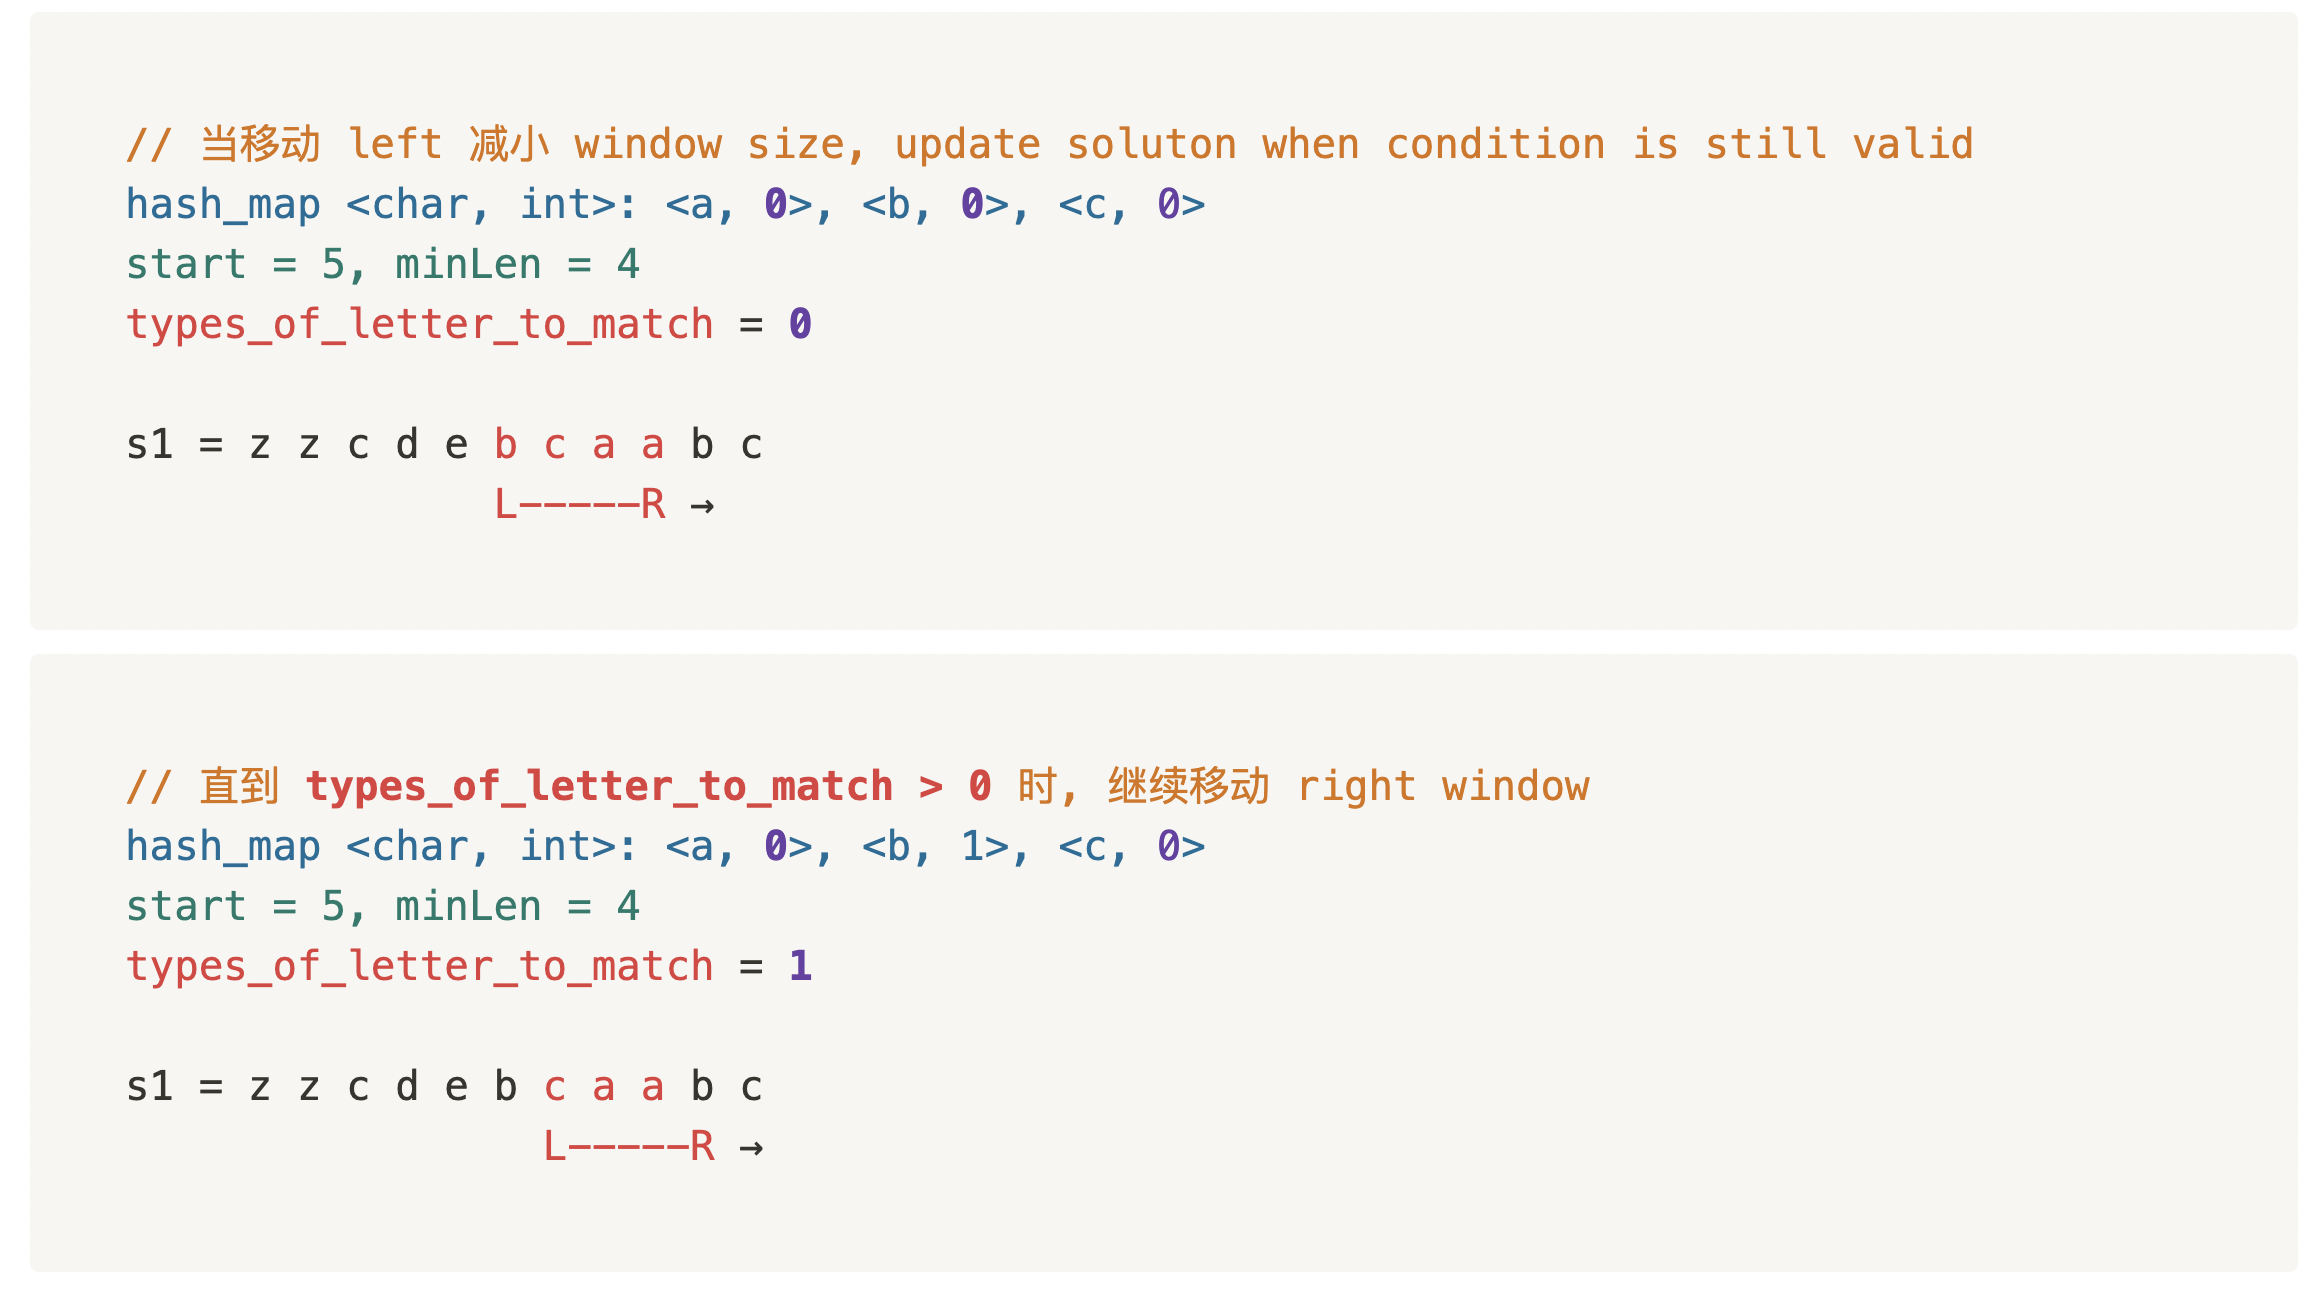 // 当移动 left 减小 window size, update soluton when condition is still valid
hash_map <char, int>: <a, 0>, <b, 0>, <c, 0>
start = 5, minLen = 4
types_of_letter_to_match = 0
s1 = z z c d e b c a a b c
L-----R →
// 直到 types_of_letter_to_match > 0 时, 继续移动 right window
hash_map <char, int>: <a, 0>, <b, 1>, <c, 0>
start = 5, minLen = 4
types_of_letter_to_match = 1
s1 = z z c d e b c a a b c
L-----R →